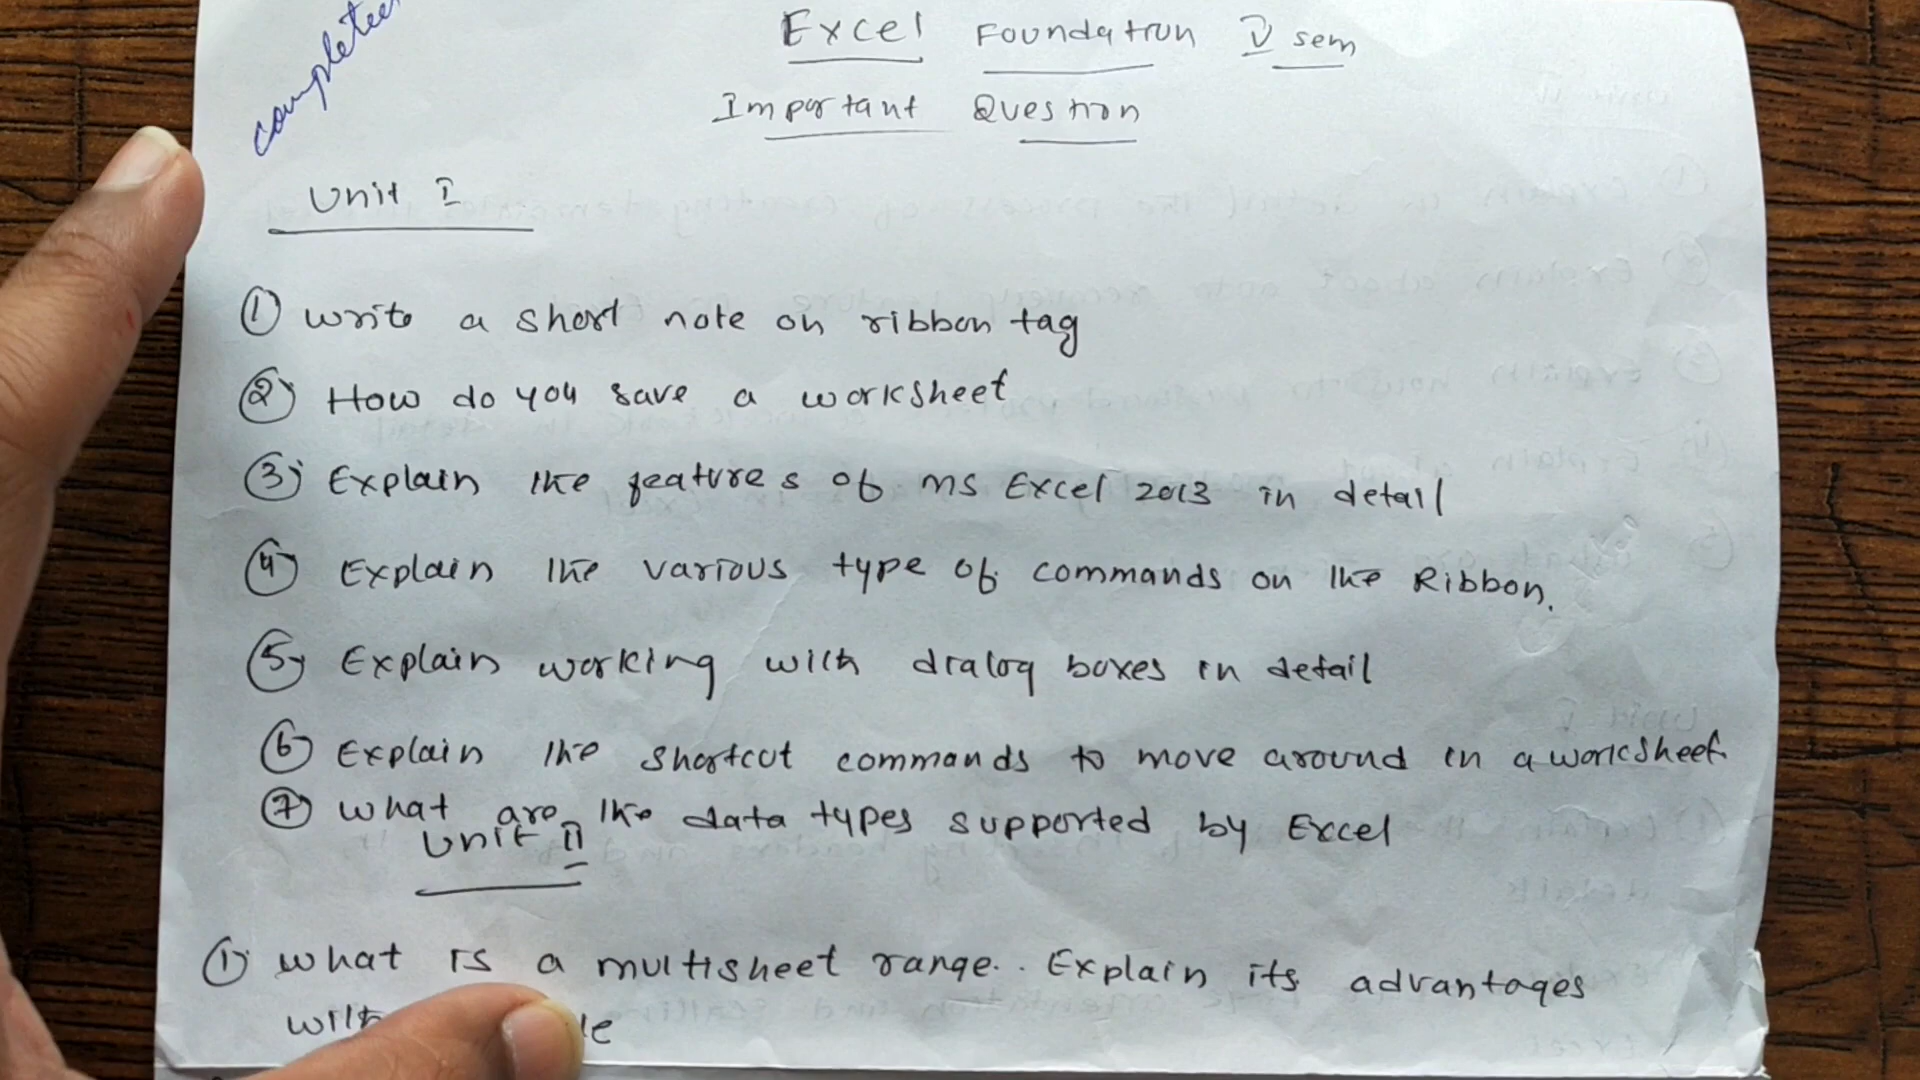 completed
Excel Foundation V sem
Important Question
Unit I
① Write a short note on ribbon tag
② How do you save a worksheet
③ Explain the features of MS Excel 2013 in detail
④ Explain the various type of commands on the Ribbon.
⑤ Explain working with dialog boxes in detail
⑥ Explain the shortcut commands to move around in a worksheet.
⑦ What are the data types supported by Excel
Unit II
① What is a multisheet range. Explain its advantages
with